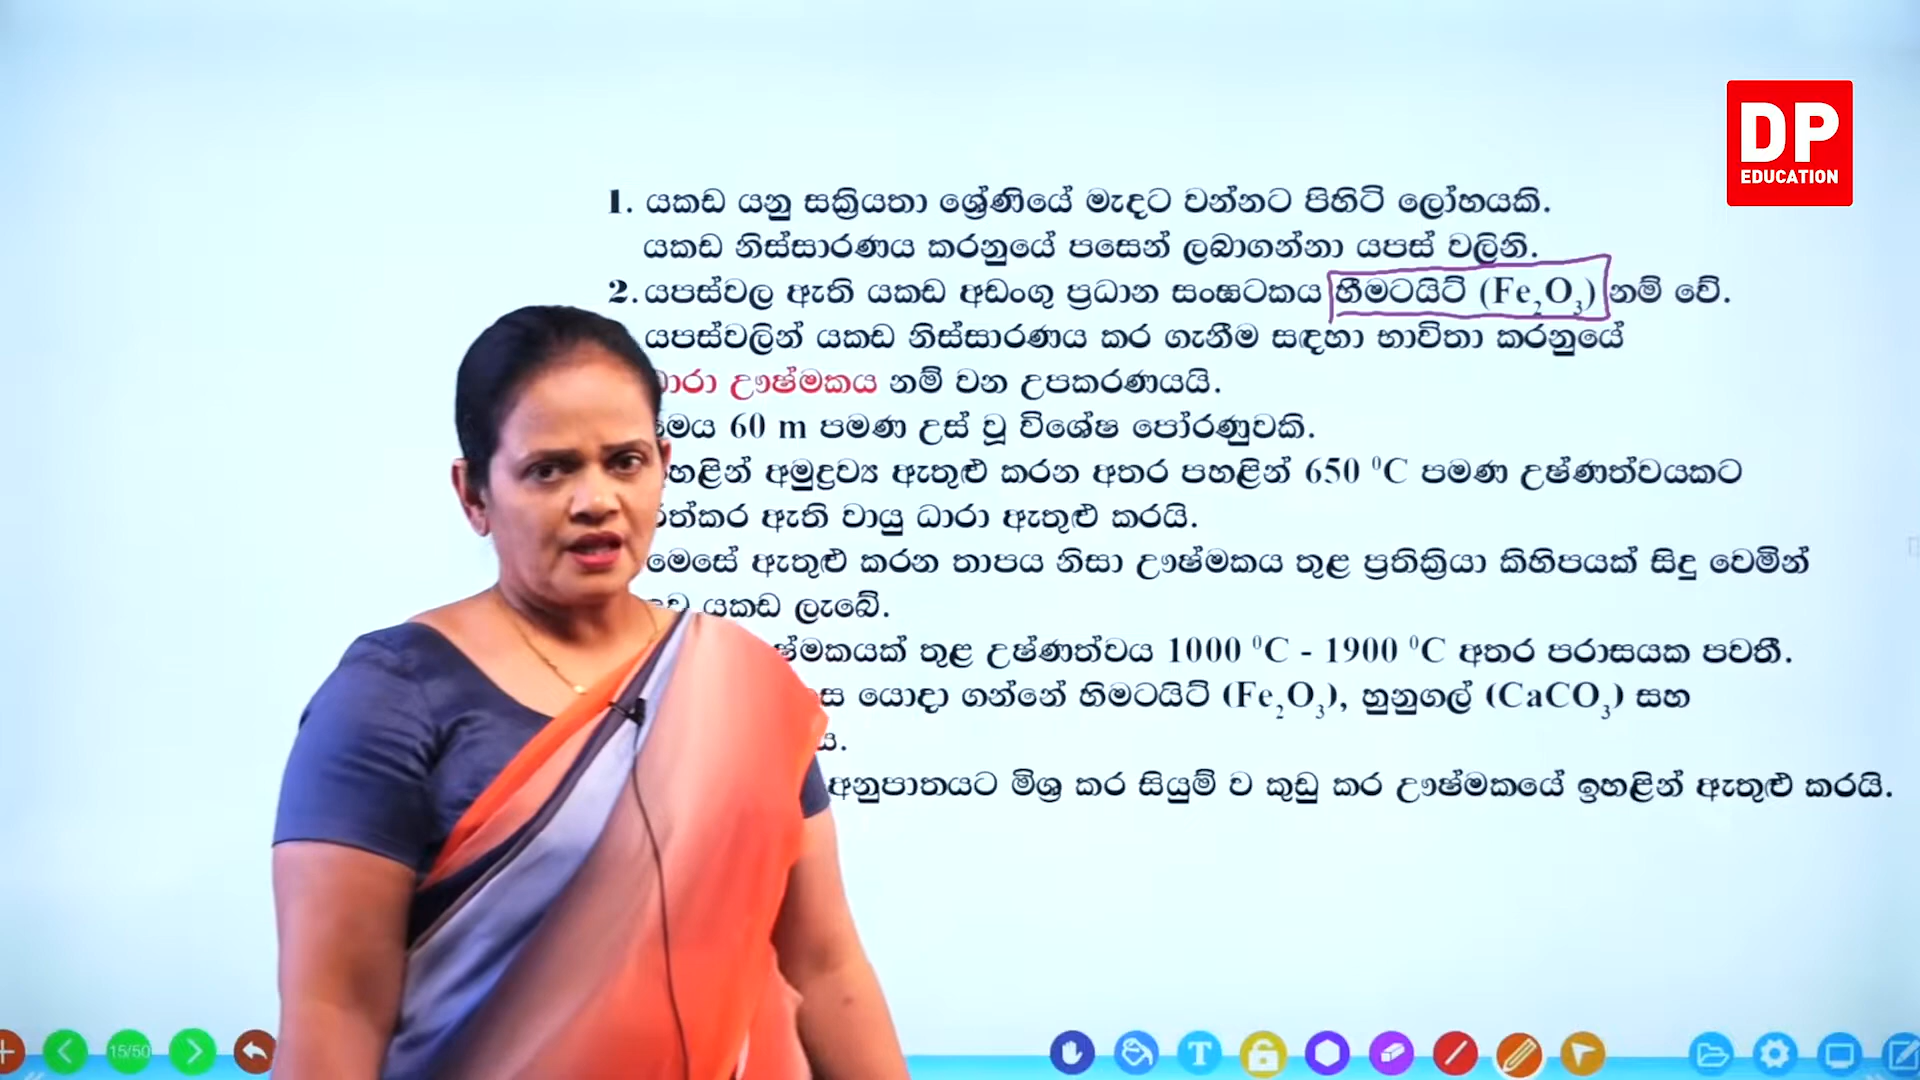 DP
EDUCATION
1. යකඩ යනු සක්‍රියතා ශ්‍රේණියේ මැදට වන්නට පිහිටි ලෝහයකි.
යකඩ නිස්සාරණය කරනුයේ පසෙන් ලබාගන්නා යපස් වලිනි.
2. යපස්වල ඇති යකඩ අඩංගු ප්‍රධාන සංඝටකය හීමටයිට් (Fe₂O₃) නම් වේ.
යපස්වලින් යකඩ නිස්සාරණය කර ගැනීම සඳහා භාවිතා කරනුයේ
ඌෂ්මකය නම් වන උපකරණයයි.
60 m පමණ උස් වූ විශේෂ පෝරණුවකි.
අමුද්‍රව්‍ය ඇතුළු කරන අතර පහළින් 650 ⁰C පමණ උෂ්ණත්වයකට
ඇති වායු ධාරා ඇතුළු කරයි.
මෙසේ ඇතුළු කරන තාපය නිසා ඌෂ්මකය තුළ ප්‍රතික්‍රියා කිහිපයක් සිදු වෙමින්
යකඩ ලැබේ.
තුළ උෂ්ණත්වය 1000 ⁰C - 1900 ⁰C අතර පරාසයක පවතී.
යොදා ගන්නේ හිමටයිට් (Fe₂O₃), හුනුගල් (CaCO₃) සහ
අනුපාතයට මිශ්‍ර කර සියුම් ව කුඩු කර ඌෂ්මකයේ ඉහළින් ඇතුළු කරයි.
15/50
T